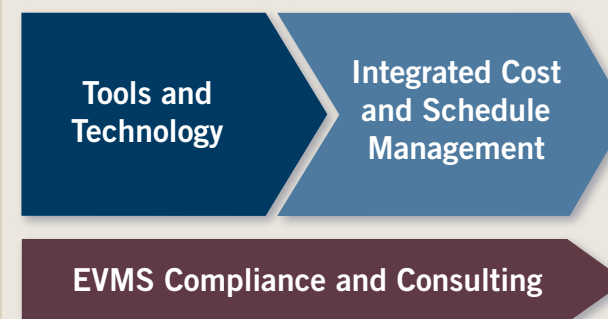 Tools and
Technology
Integrated Cost
and Schedule
Management
EVMS Compliance and Consulting